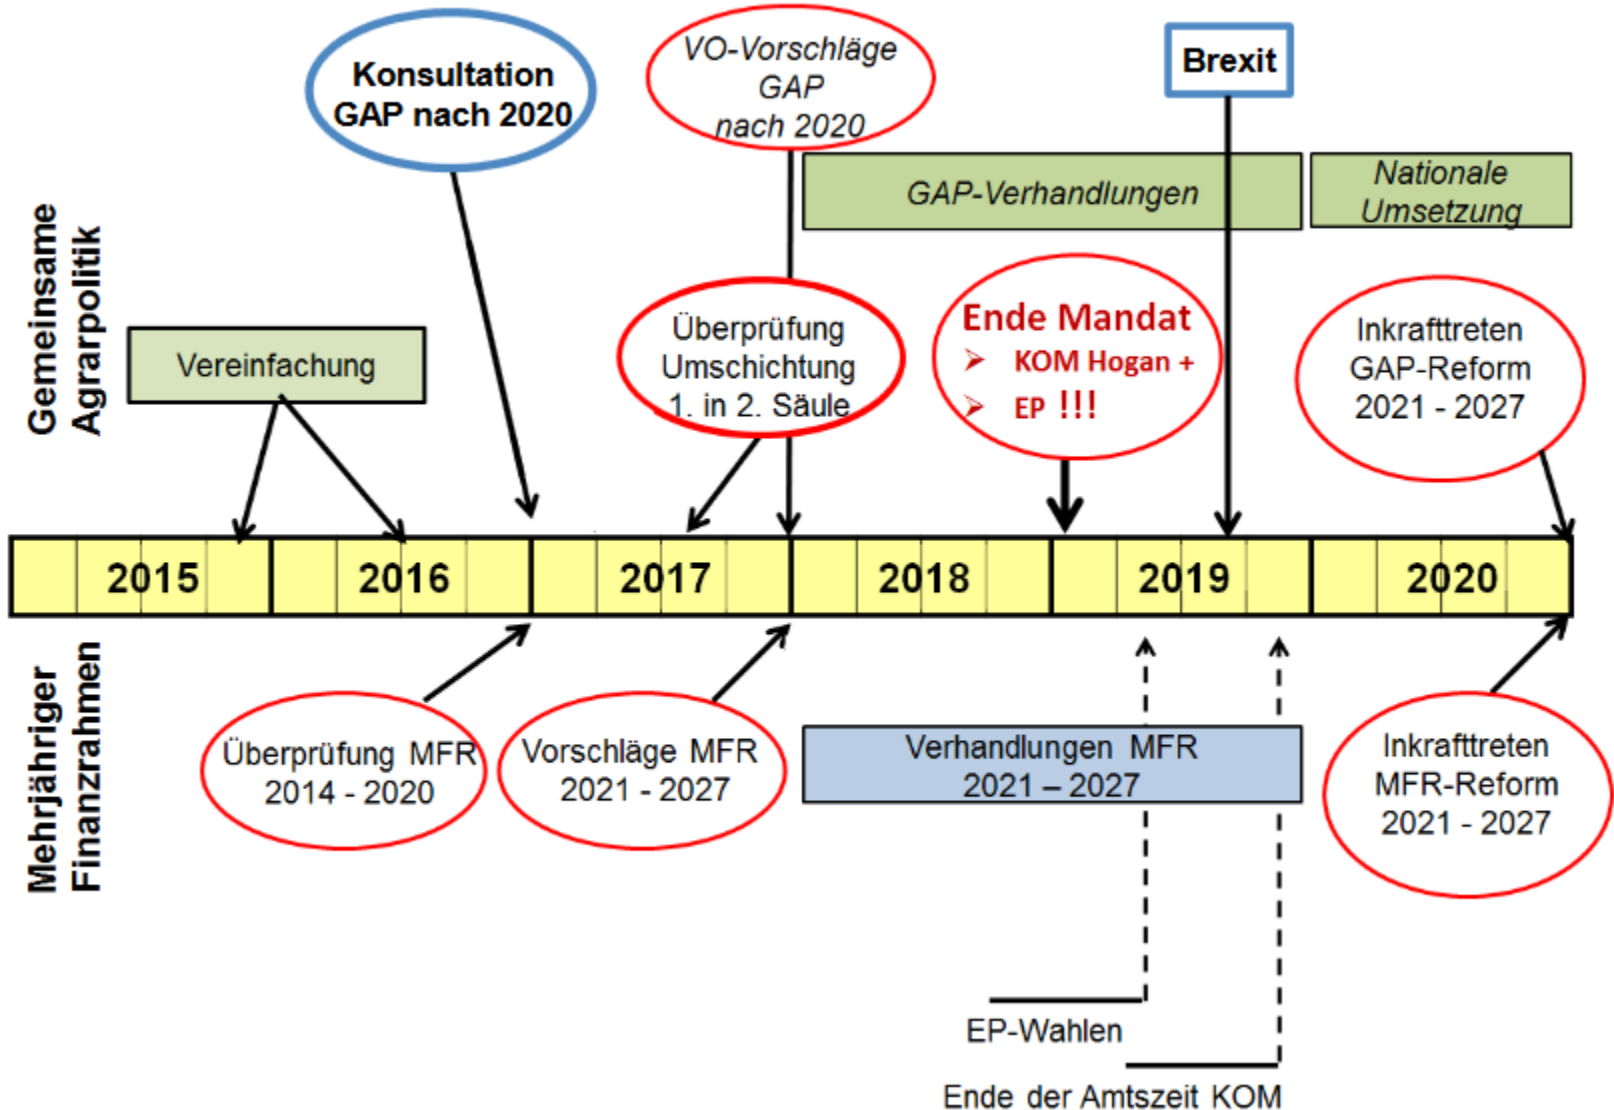 Konsultation
GAP nach 2020
VO-Vorschläge
GAP
nach 2020
Brexit
GAP-Verhandlungen
Nationale
Umsetzung
Gemeinsame
Agrarpolitik
Vereinfachung
Überprüfung
Umschichtung
1. in 2. Säule
Ende Mandat
➢ KOM Hogan +
➢ EP !!!
Inkrafttreten
GAP-Reform
2021 - 2027
2015 2016 2017 2018 2019 2020
Mehrjähriger
Finanzrahmen
Überprüfung MFR
2014 - 2020
Vorschläge MFR
2021 - 2027
Verhandlungen MFR
2021 – 2027
Inkrafttreten
MFR-Reform
2021 - 2027
EP-Wahlen
Ende der Amtszeit KOM